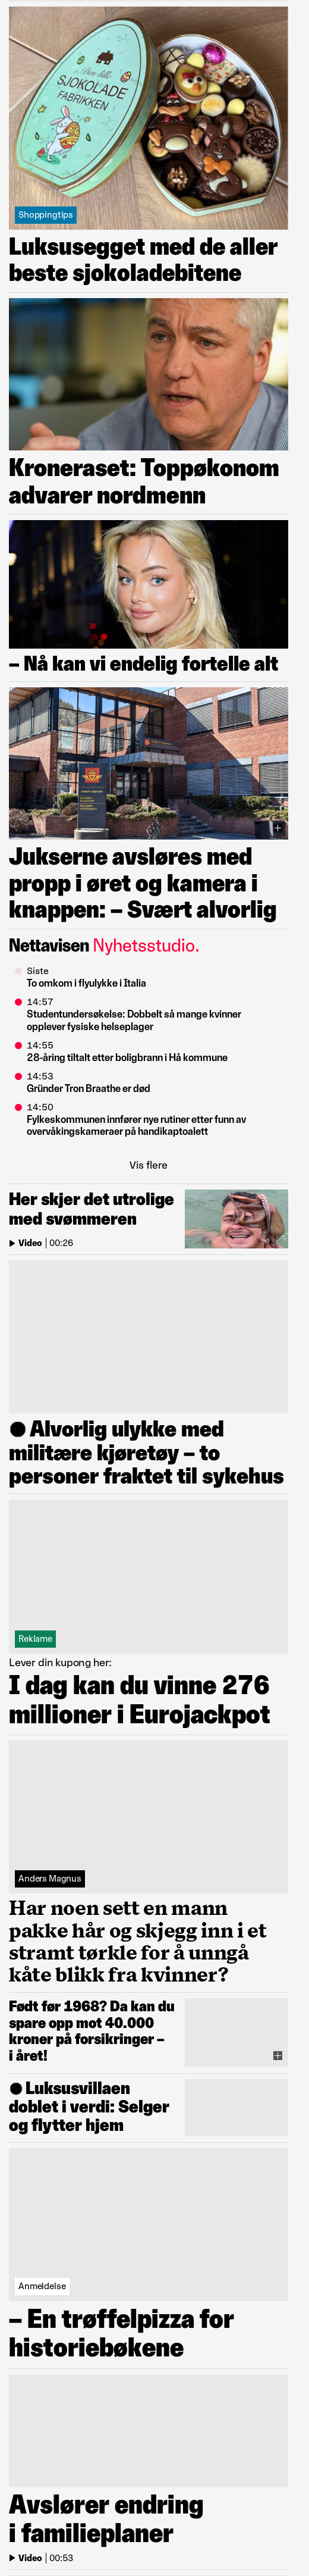 Den lille
SJOKOLADE
FABRIKKEN
Shoppingtips
Luksusegget med de aller
beste sjokoladebitene
Kroneraset: Toppøkonom
advarer nordmenn
– Nå kan vi endelig fortelle alt
Jukserne avsløres med
propp i øret og kamera i
knappen: – Svært alvorlig
Nettavisen Nyhetsstudio.
Siste
To omkom i flyulykke i Italia
14:57
Studentundersøkelse: Dobbelt så mange kvinner
opplever fysiske helseplager
14:55
28-åring tiltalt etter boligbrann i Hå kommune
14:53
Gründer Tron Braathe er død
14:50
Fylkeskommunen innfører nye rutiner etter funn av
overvåkingskameraer på handikaptoalett
Vis flere
Her skjer det utrolige
med svømmeren
Video | 00:26
Alvorlig ulykke med
militære kjøretøy – to
personer fraktet til sykehus
Reklame
Lever din kupong her:
I dag kan du vinne 276
millioner i Eurojackpot
Anders Magnus
Har noen sett en mann
pakke hår og skjegg inn i et
stramt tørkle for å unngå
kåte blikk fra kvinner?
Født før 1968? Da kan du
spare opp mot 40.000
kroner på forsikringer –
i året!
Luksusvillaen
doblet i verdi: Selger
og flytter hjem
Anmeldelse
– En trøffelpizza for
historiebøkene
Avslører endring
i familieplaner
Video | 00:53